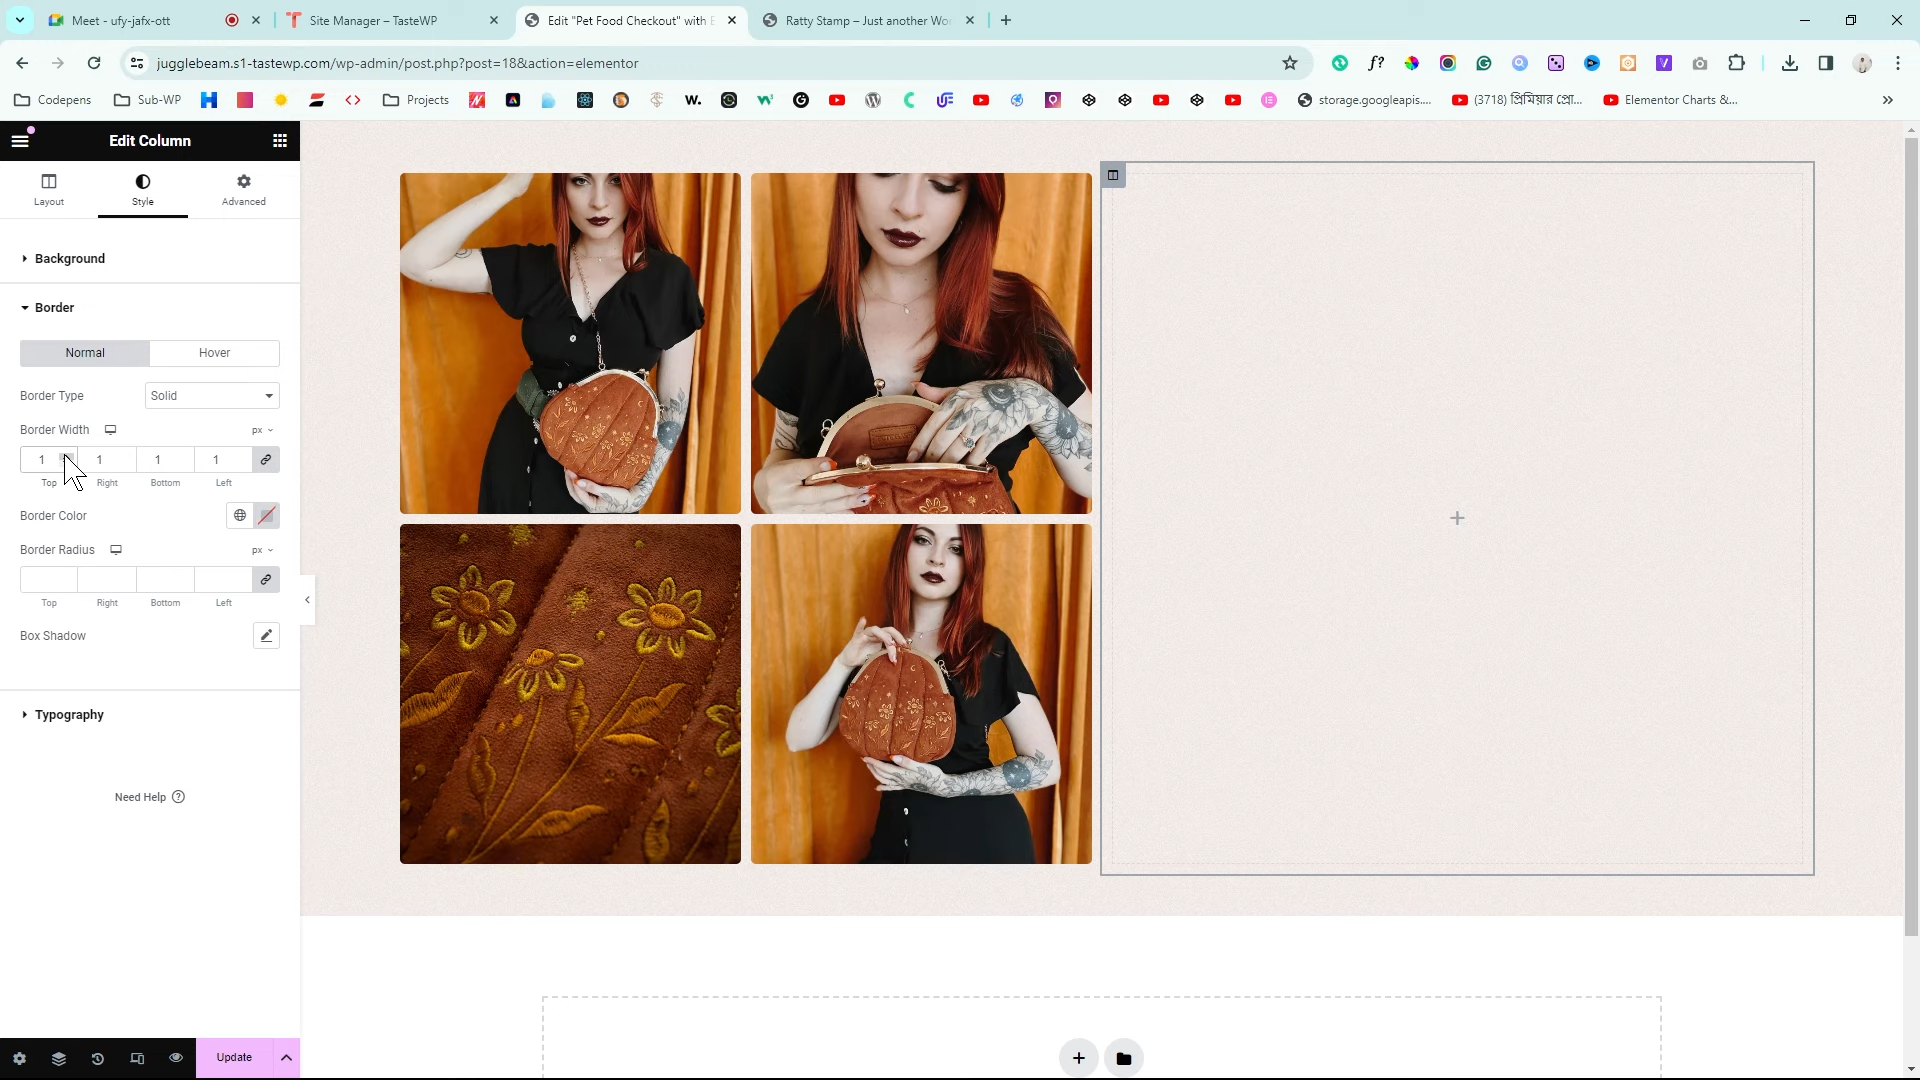 Meet - ufy-jafx-ott
Site Manager – TasteWP
Edit "Pet Food Checkout" with E
Ratty Stamp – Just another Wo
jugglebeam.s1-tastewp.com/wp-admin/post.php?post=18&action=elementor
Codepens
Sub-WP
Projects
storage.googleapis....
(3718) প্রিমিয়ার প্রো...
Elementor Charts &...
Edit Column
Layout
Style
Advanced
Background
Border
Normal
Hover
Border Type
Solid
Border Width
px
1 1 1 1
Top Right Bottom Left
Border Color
Border Radius
px
Top Right Bottom Left
Box Shadow
Typography
Need Help
Update